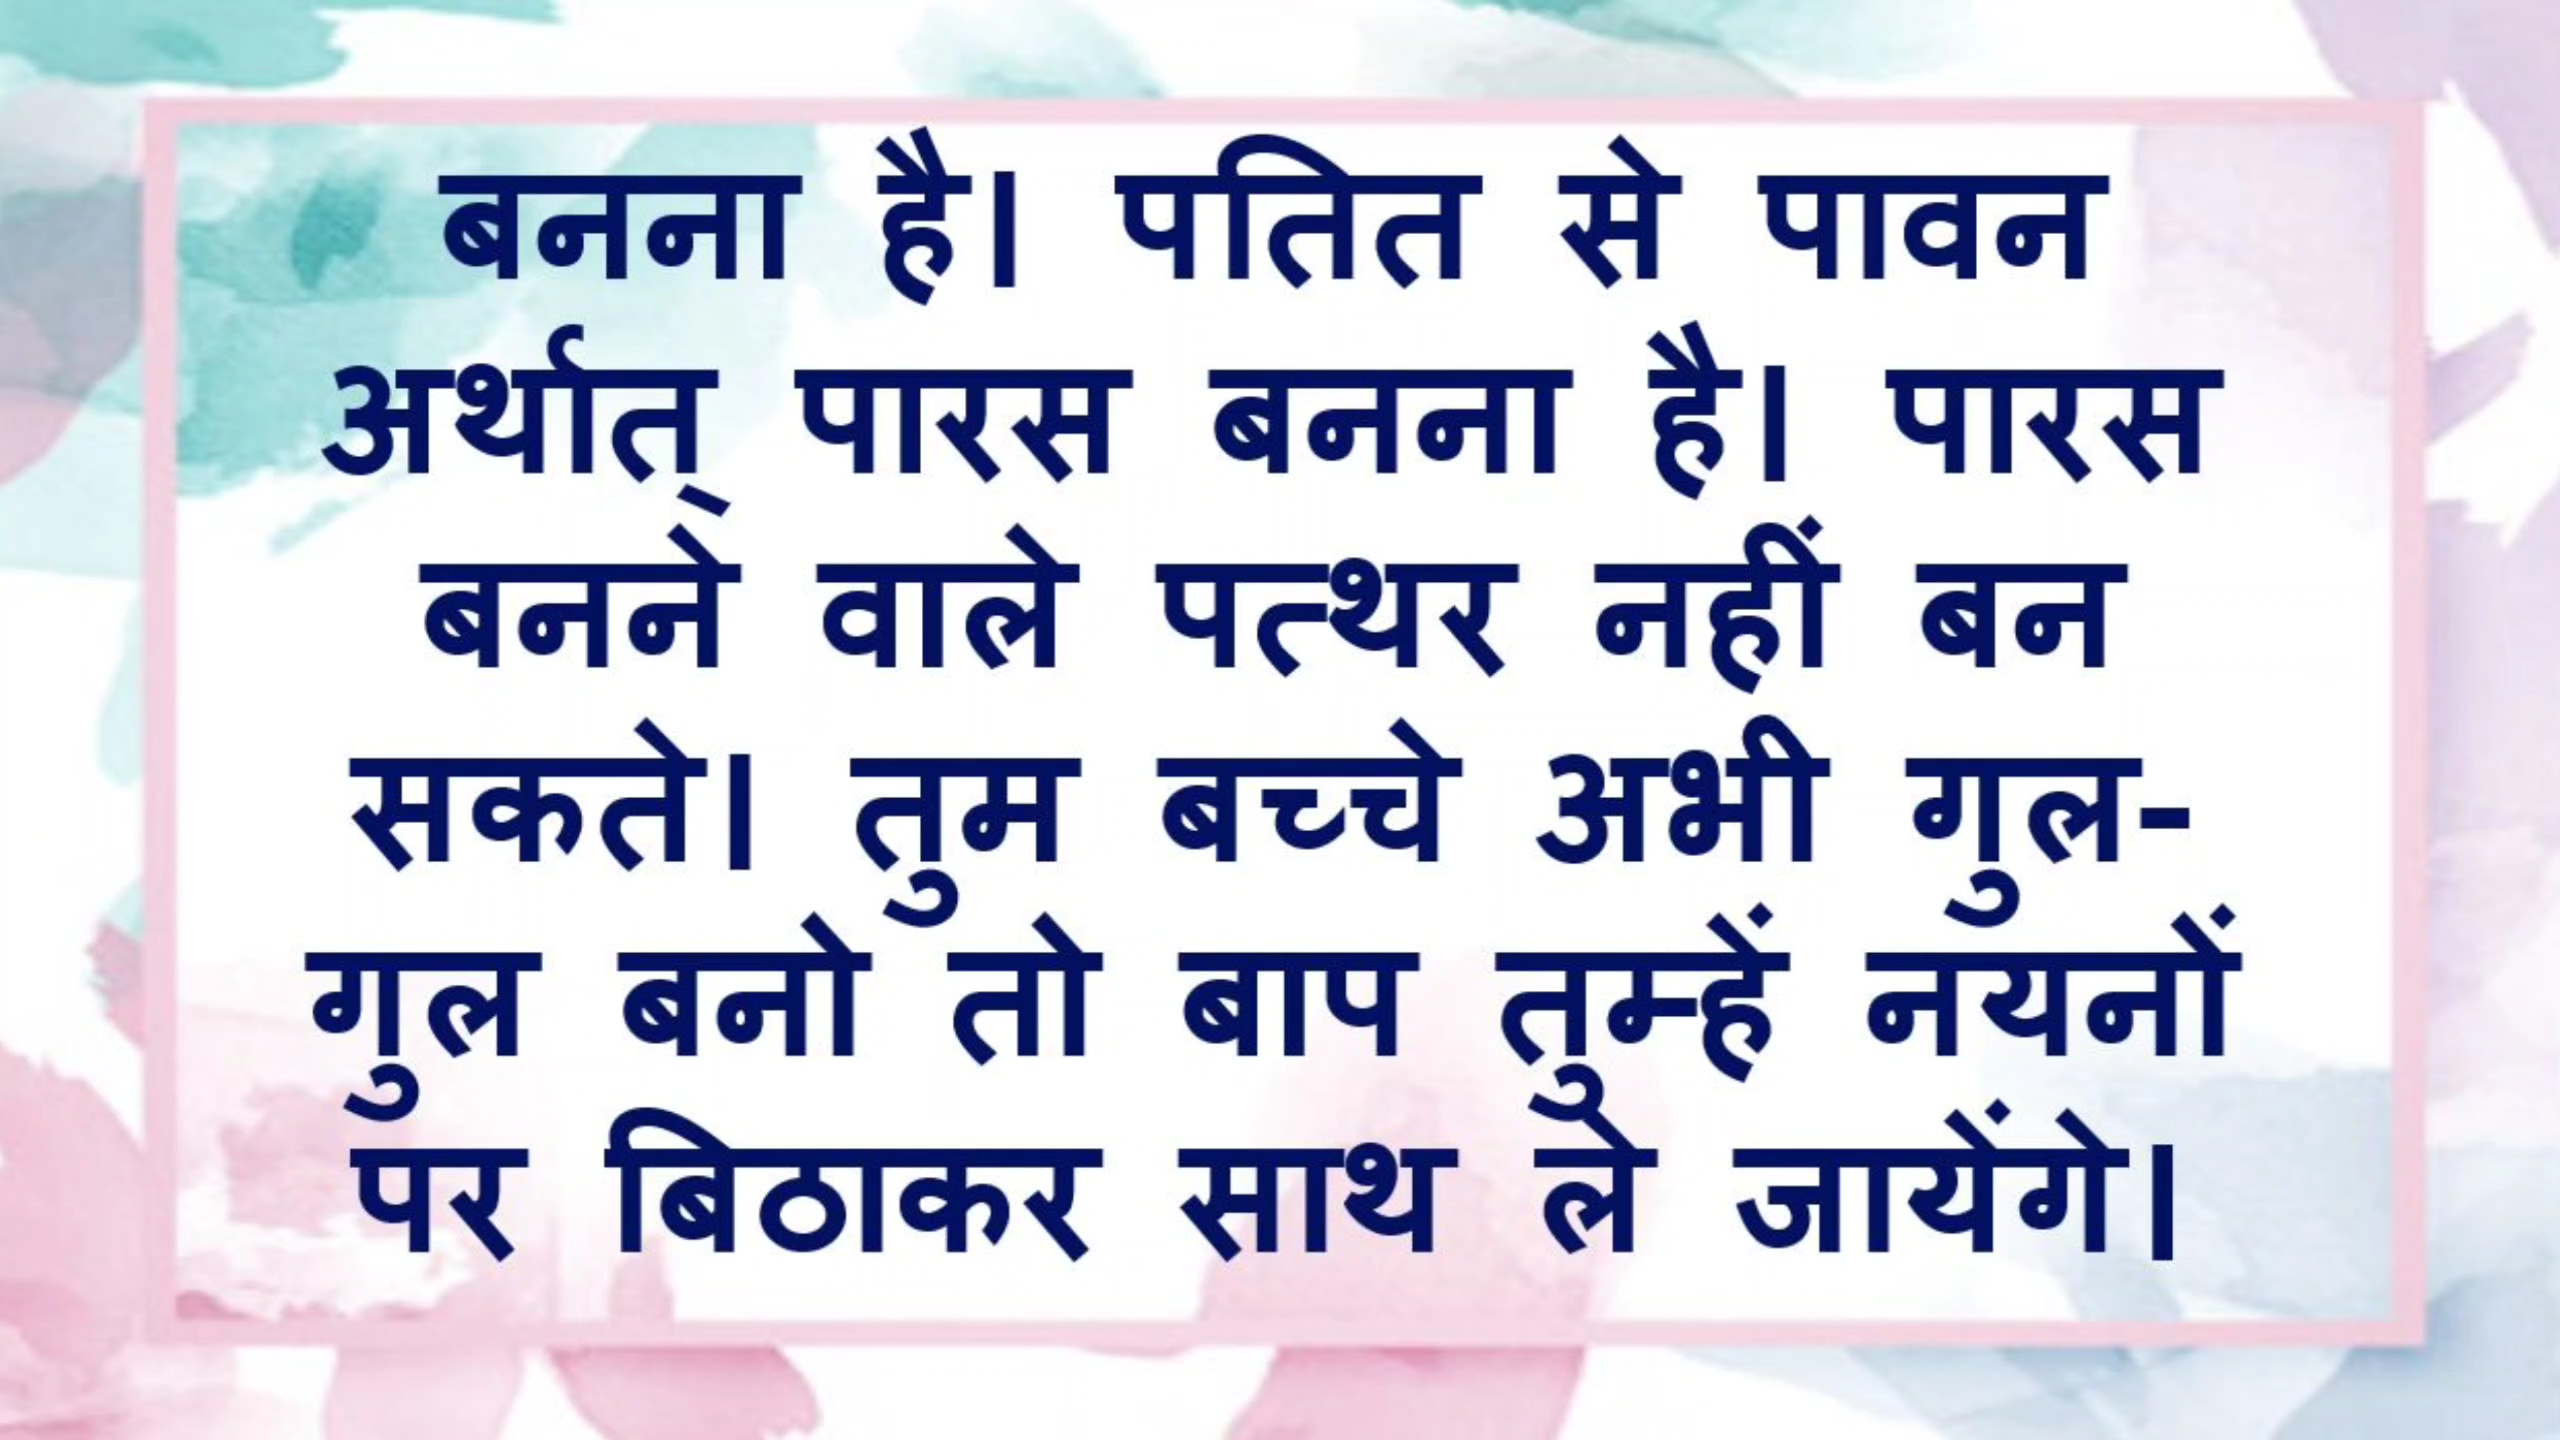 बनना है। पतित से पावन
अर्थात् पारस बनना है। पारस
बनने वाले पत्थर नहीं बन
सकते। तुम बच्चे अभी गुल-
गुल बनो तो बाप तुम्हें नयनों
पर बिठाकर साथ ले जायेंगे।